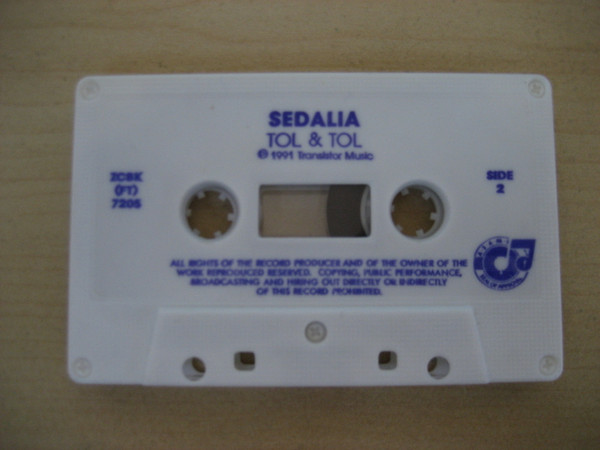 SEDALIA
TOL & TOL
℗ 1991 Transistor Music
ZCBK
(FT)
7205
SIDE
2
ALL RIGHTS OF THE RECORD PRODUCER AND OF THE OWNER OF THE
WORK REPRODUCED RESERVED. COPYING, PUBLIC PERFORMANCE,
BROADCASTING AND HIRING OUT DIRECTLY OR INDIRECTLY
OF THIS RECORD PROHIBITED.